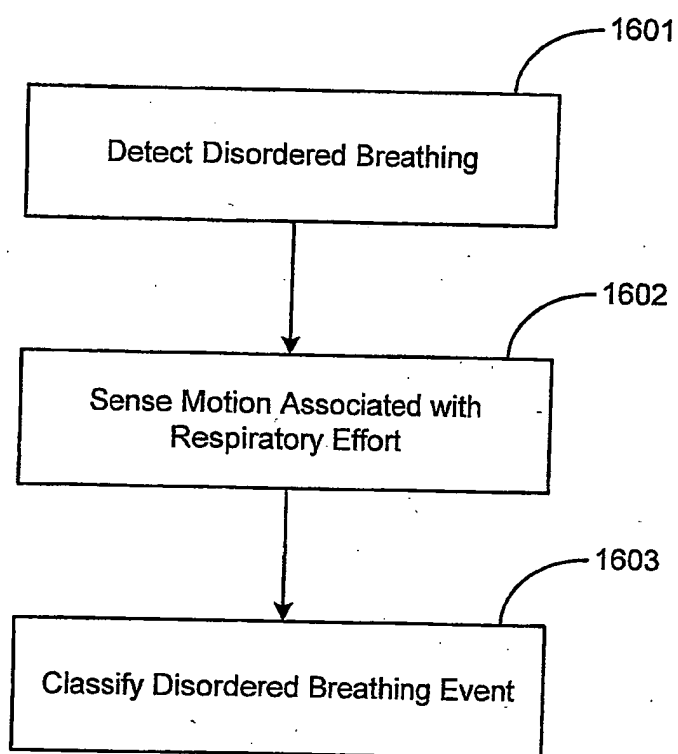 1601
Detect Disordered Breathing
1602
Sense Motion Associated with
Respiratory Effort
1603
Classify Disordered Breathing Event